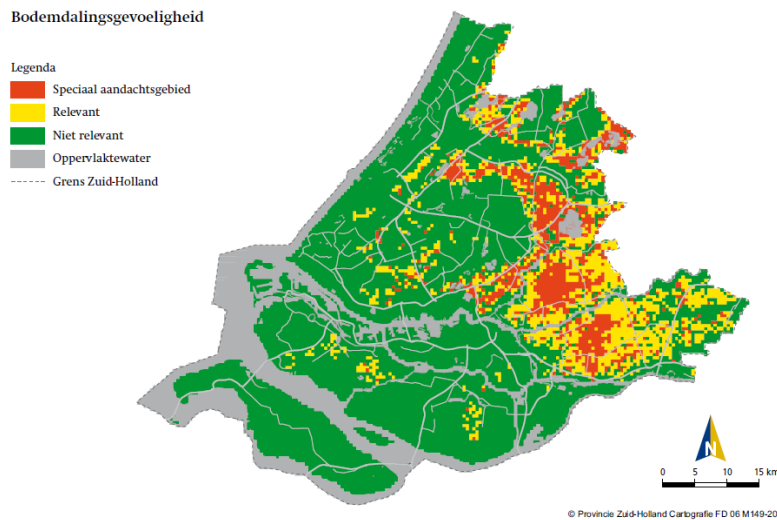 Bodemdalingsgevoeligheid
Legenda
Speciaal aandachtsgebied
Relevant
Niet relevant
Oppervlaktewater
Grens Zuid-Holland
N
0 5 10 15 km
© Provincie Zuid-Holland Cartografie FD 06 M149-20